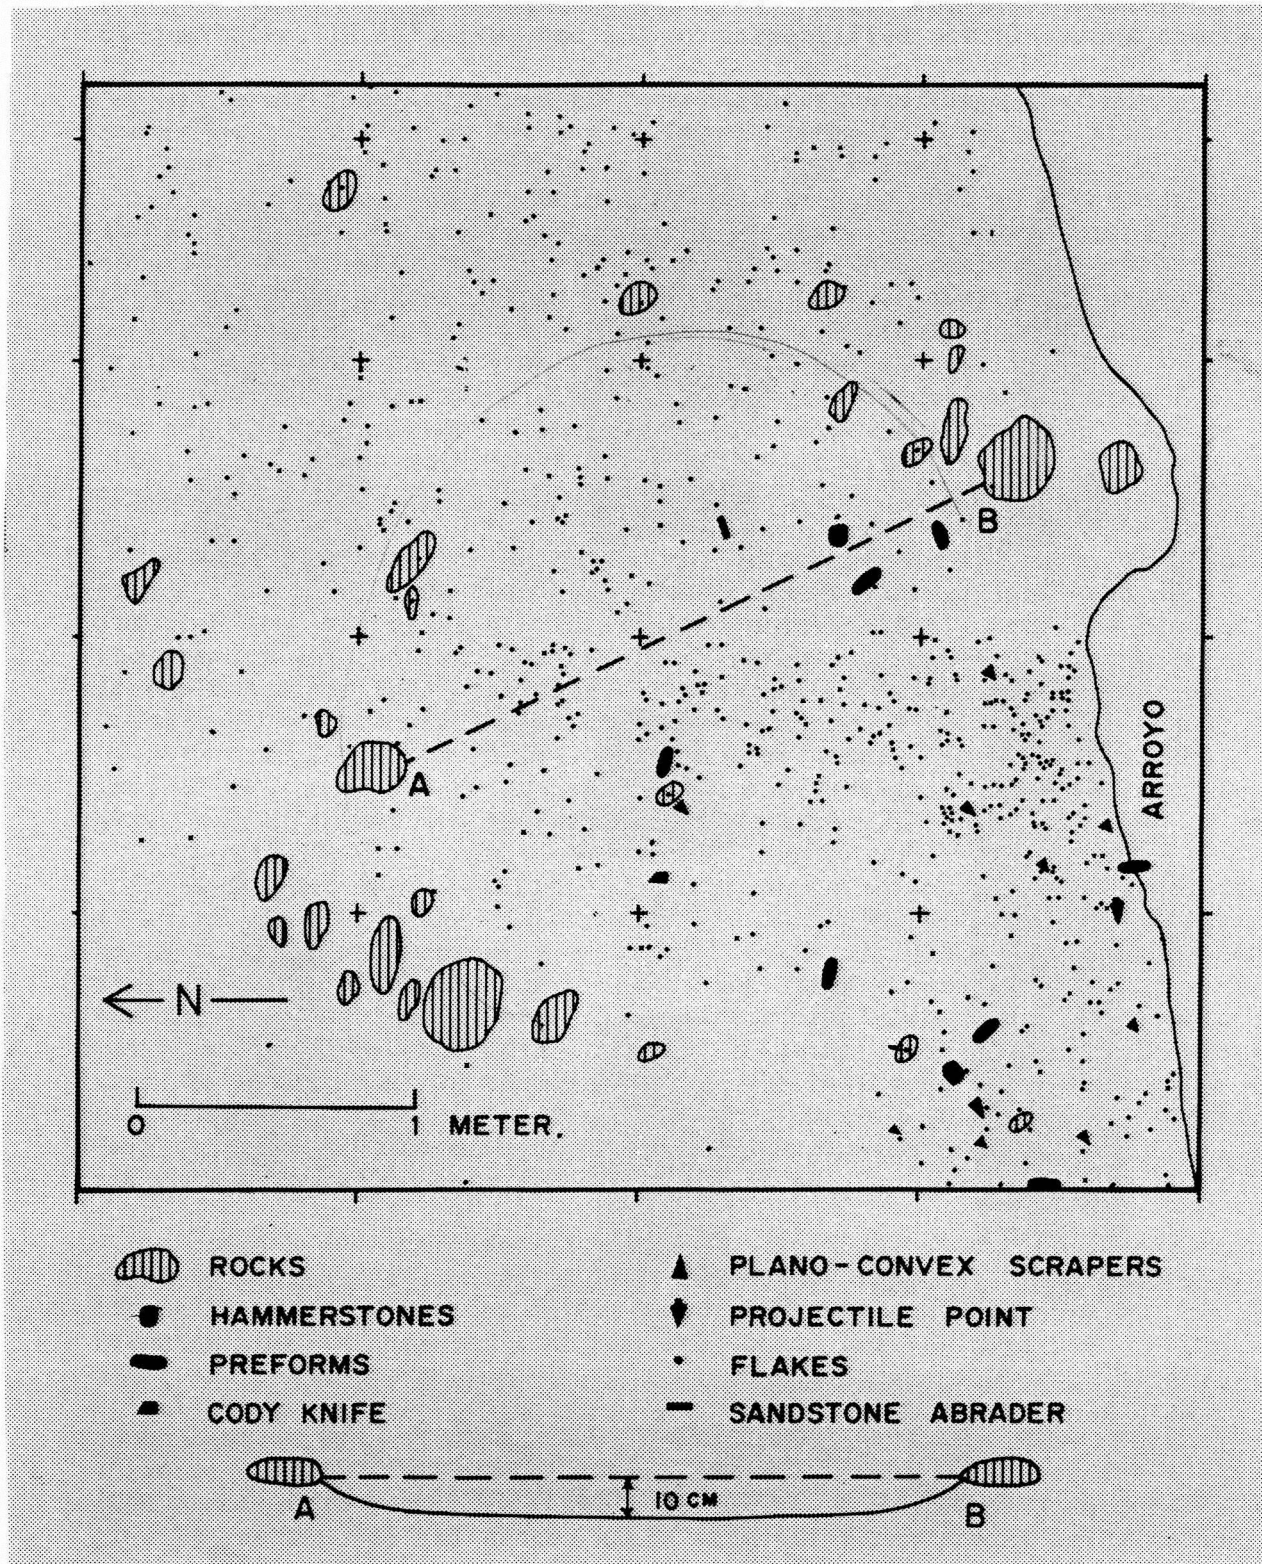 B
A
ARROYO
N
0 1 METER.
ROCKS
HAMMERSTONES
PREFORMS
CODY KNIFE
PLANO-CONVEX SCRAPERS
PROJECTILE POINT
FLAKES
SANDSTONE ABRADER
10 CM
A
B